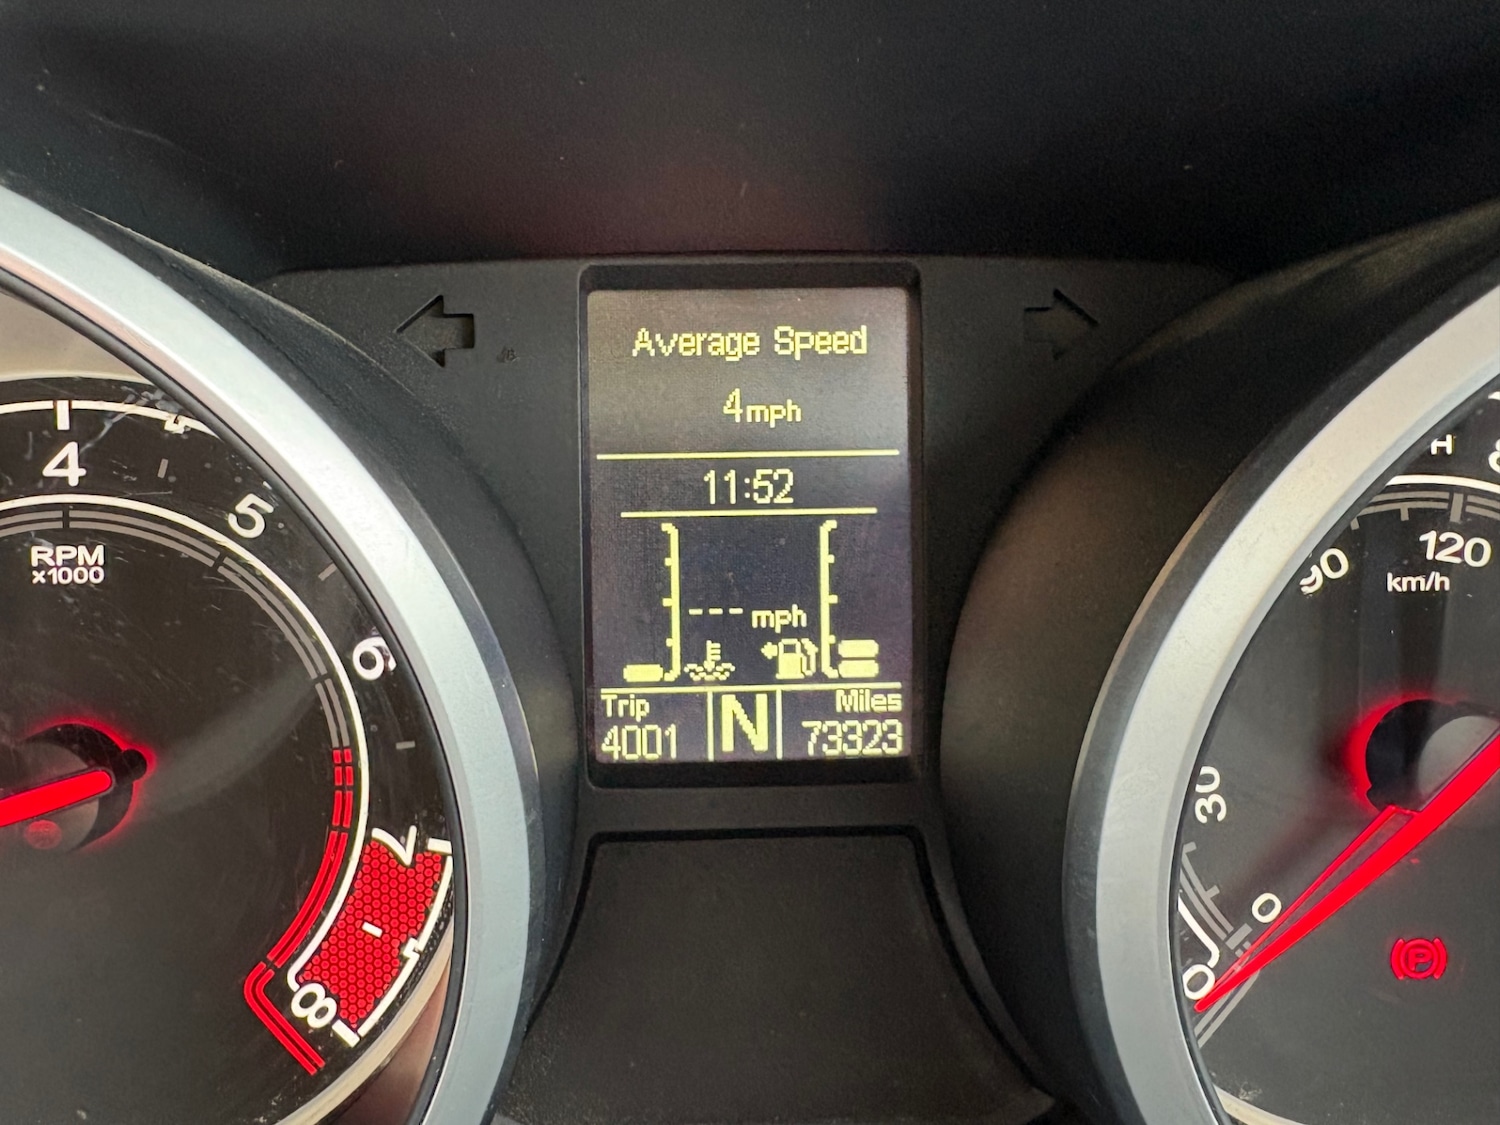 Average Speed
4mph
11:52
--- mph
Trip
4001
N
Miles
73323
4
5
RPM
x1000
6
7
8
90
120
km/h
30
0
0
P